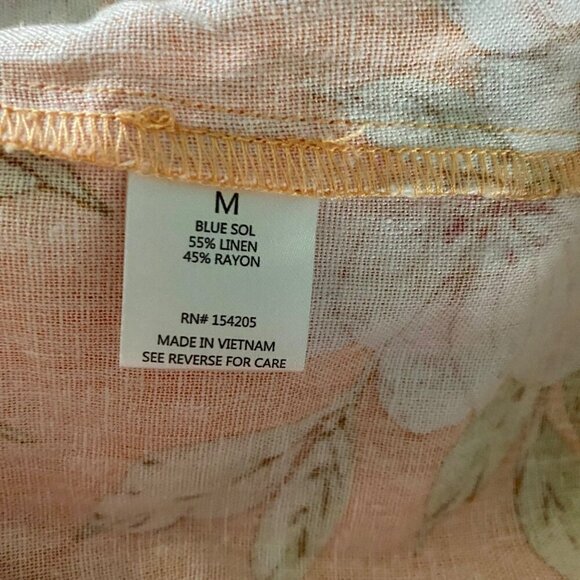 M
BLUE SOL
55% LINEN
45% RAYON
RN# 154205
MADE IN VIETNAM
SEE REVERSE FOR CARE